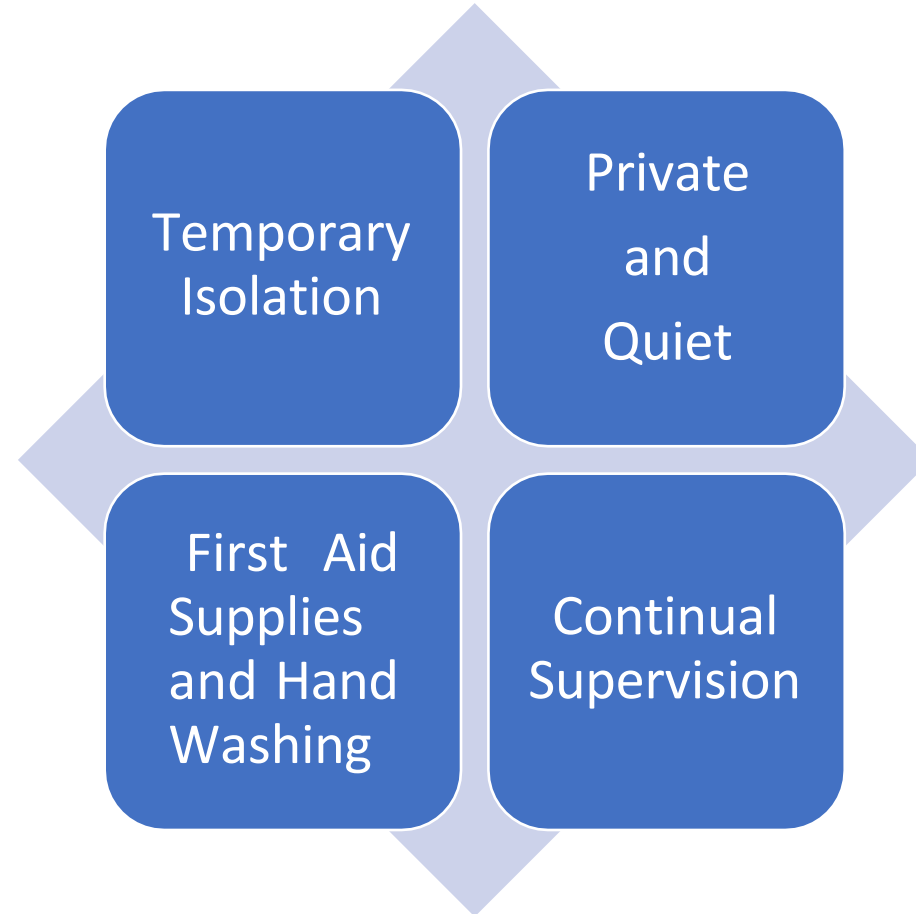 Temporary
Isolation
Private
and
Quiet
First Aid
Supplies
and Hand
Washing
Continual
Supervision